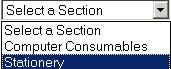 Select a Section
Select a Section
Computer Consumables
Stationery